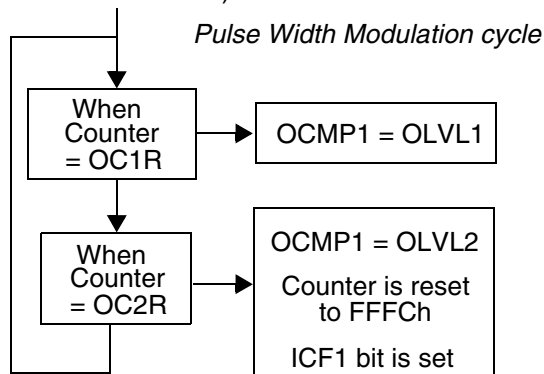 Pulse Width Modulation cycle
When
Counter
= OC1R
OCMP1 = OLVL1
When
Counter
= OC2R
OCMP1 = OLVL2
Counter is reset
to FFFCh
ICF1 bit is set